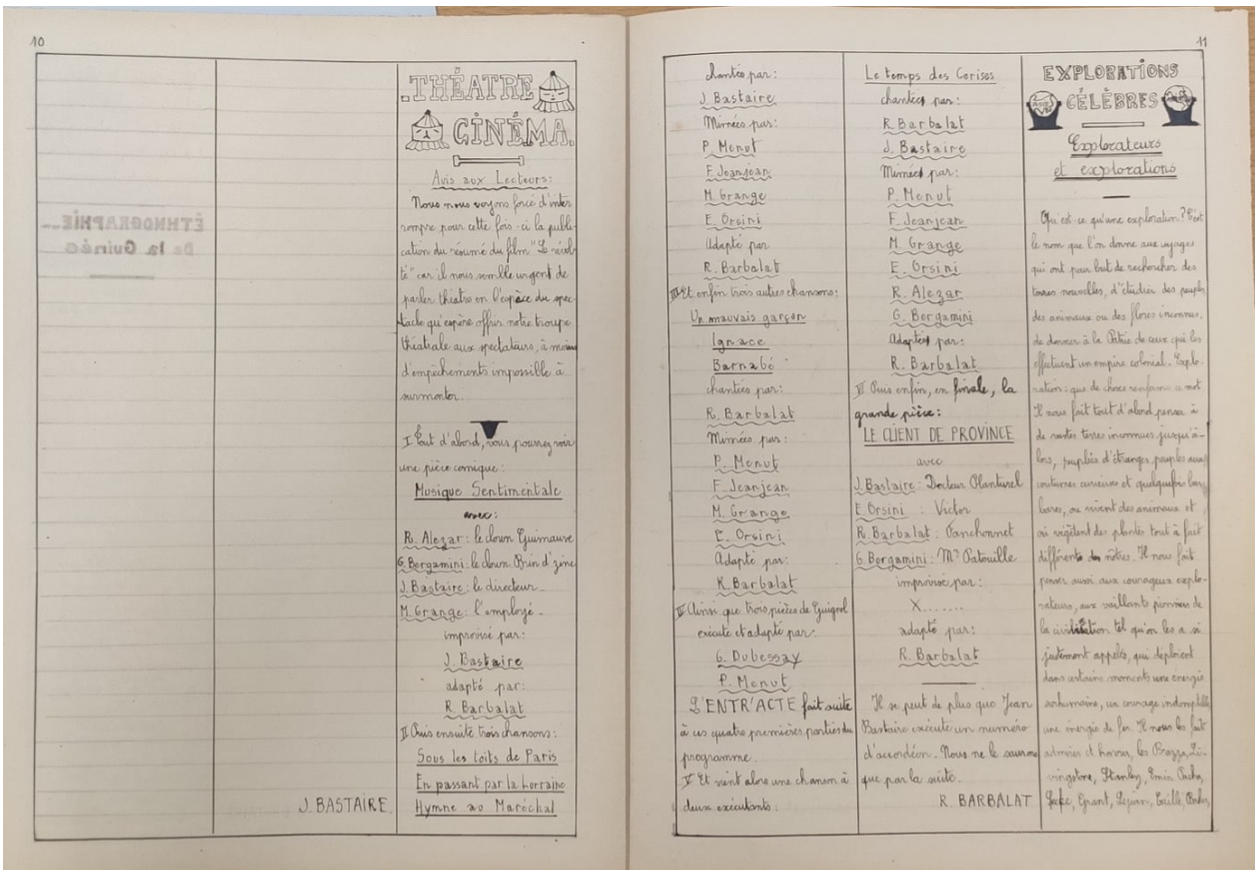 10
J. BASTAIRE
THÉATRE
CINÉMA.
Avis aux Lecteurs:
Nous nous voyons forcé d'inter
rompre pour cette fois-ci la publi-
cation du résumé du film "Le révol-
té" car il nous semble urgent de
parler théâtre en l'espèce du spec-
tacle qu'espère offrir notre troupe
théatrale aux spectateurs, à moins
d'empêchements impossible à
surmonter.
I Tout d'abord, vous pourrez voir
une pièce comique:
Musique Sentimentale
avec:
R. Alezar: le clown Guimauve
G. Bergamini: le clown Brin d'zinc
J. Bastaire: le directeur
M. Grange: l'employé.
improvisé par:
J. Bastaire
adapté par:
R. Barbalat
II Puis ensuite trois chansons:
Sous les toits de Paris
En passant par la Lorraine
Hymne au Maréchal
ÉTHNOGRAPHIE
De la Guinée
11
chantés par:
J. Bastaire
Mimées par:
P. Menut
F. Jeanjean
M. Grange
E. Orsini
Adapté par
R. Barbalat
III Et enfin trois autres chansons:
Un mauvais garçon
Ignace
Barnabé
chantées par:
R. Barbalat
Mimées par:
P. Menut
F. Jeanjean
M. Grange
E. Orsini
Adapté par:
R. Barbalat
IV Ainsi que trois pièces de Guignol
exécuté et adapté par:
G. Dubessay
P. Menut
L'ENTR'ACTE fait suite
à ces quatre premières parties du
programme.
V Et vient alors une chanson à
deux exécutants:
Le temps des Cerises
chantée par:
R. Barbalat
J. Bastaire
Mimées par:
P. Menut
F. Jeanjean
M. Grange
E. Orsini
R. Alezar
G. Bergamini
Adaptée par:
R. Barbalat
VI Puis enfin, en finale, la
grande pièce:
LE CLIENT DE PROVINCE
avec
J. Bastaire: Docteur Planturel
E. Orsini : Victor
R. Barbalat: Panchonnet
G. Bergamini: Mr Patouille
improvisé par:
X.......
adapté par:
R. Barbalat
Il se peut de plus que Jean
Bastaire exécute un numéro
d'accordéon. Nous ne le saurons
que par la suite.
R. BARBALAT
EXPLORATIONS
CÉLÈBRES
Explorateurs
et explorations
Qu'est-ce qu'une exploration? C'est
le nom que l'on donne aux voyages
qui ont pour but de rechercher des
terres nouvelles, d'étudier des peuples
des animaux ou des flores inconnus,
de donner à la Patrie de ceux qui les
effectuent un empire colonial. Explo-
ration: que de choses renferme ce mot
Il nous fait tout d'abord penser à
de vastes terres inconnues jusqu'a-
lors, peuplées d'étranges peuples aux
coutumes curieuses et quelquefois bar-
bares, où vivent des animaux et
où végètent des plantes tout à fait
différents des nôtres. Il nous fait
penser aussi aux courageux explo-
rateurs, aux vaillants pionniers de
la civilisation tel qu'on les a si
justement appelés, qui déploient
dans certains moments une énergie
surhumaine, un courage indomptable
une énergie de fer. Il nous les fait
admirer et honorer, les Brazza, Li-
vingstone, Stanley, Emin Pacha,
Grant, Caillé,